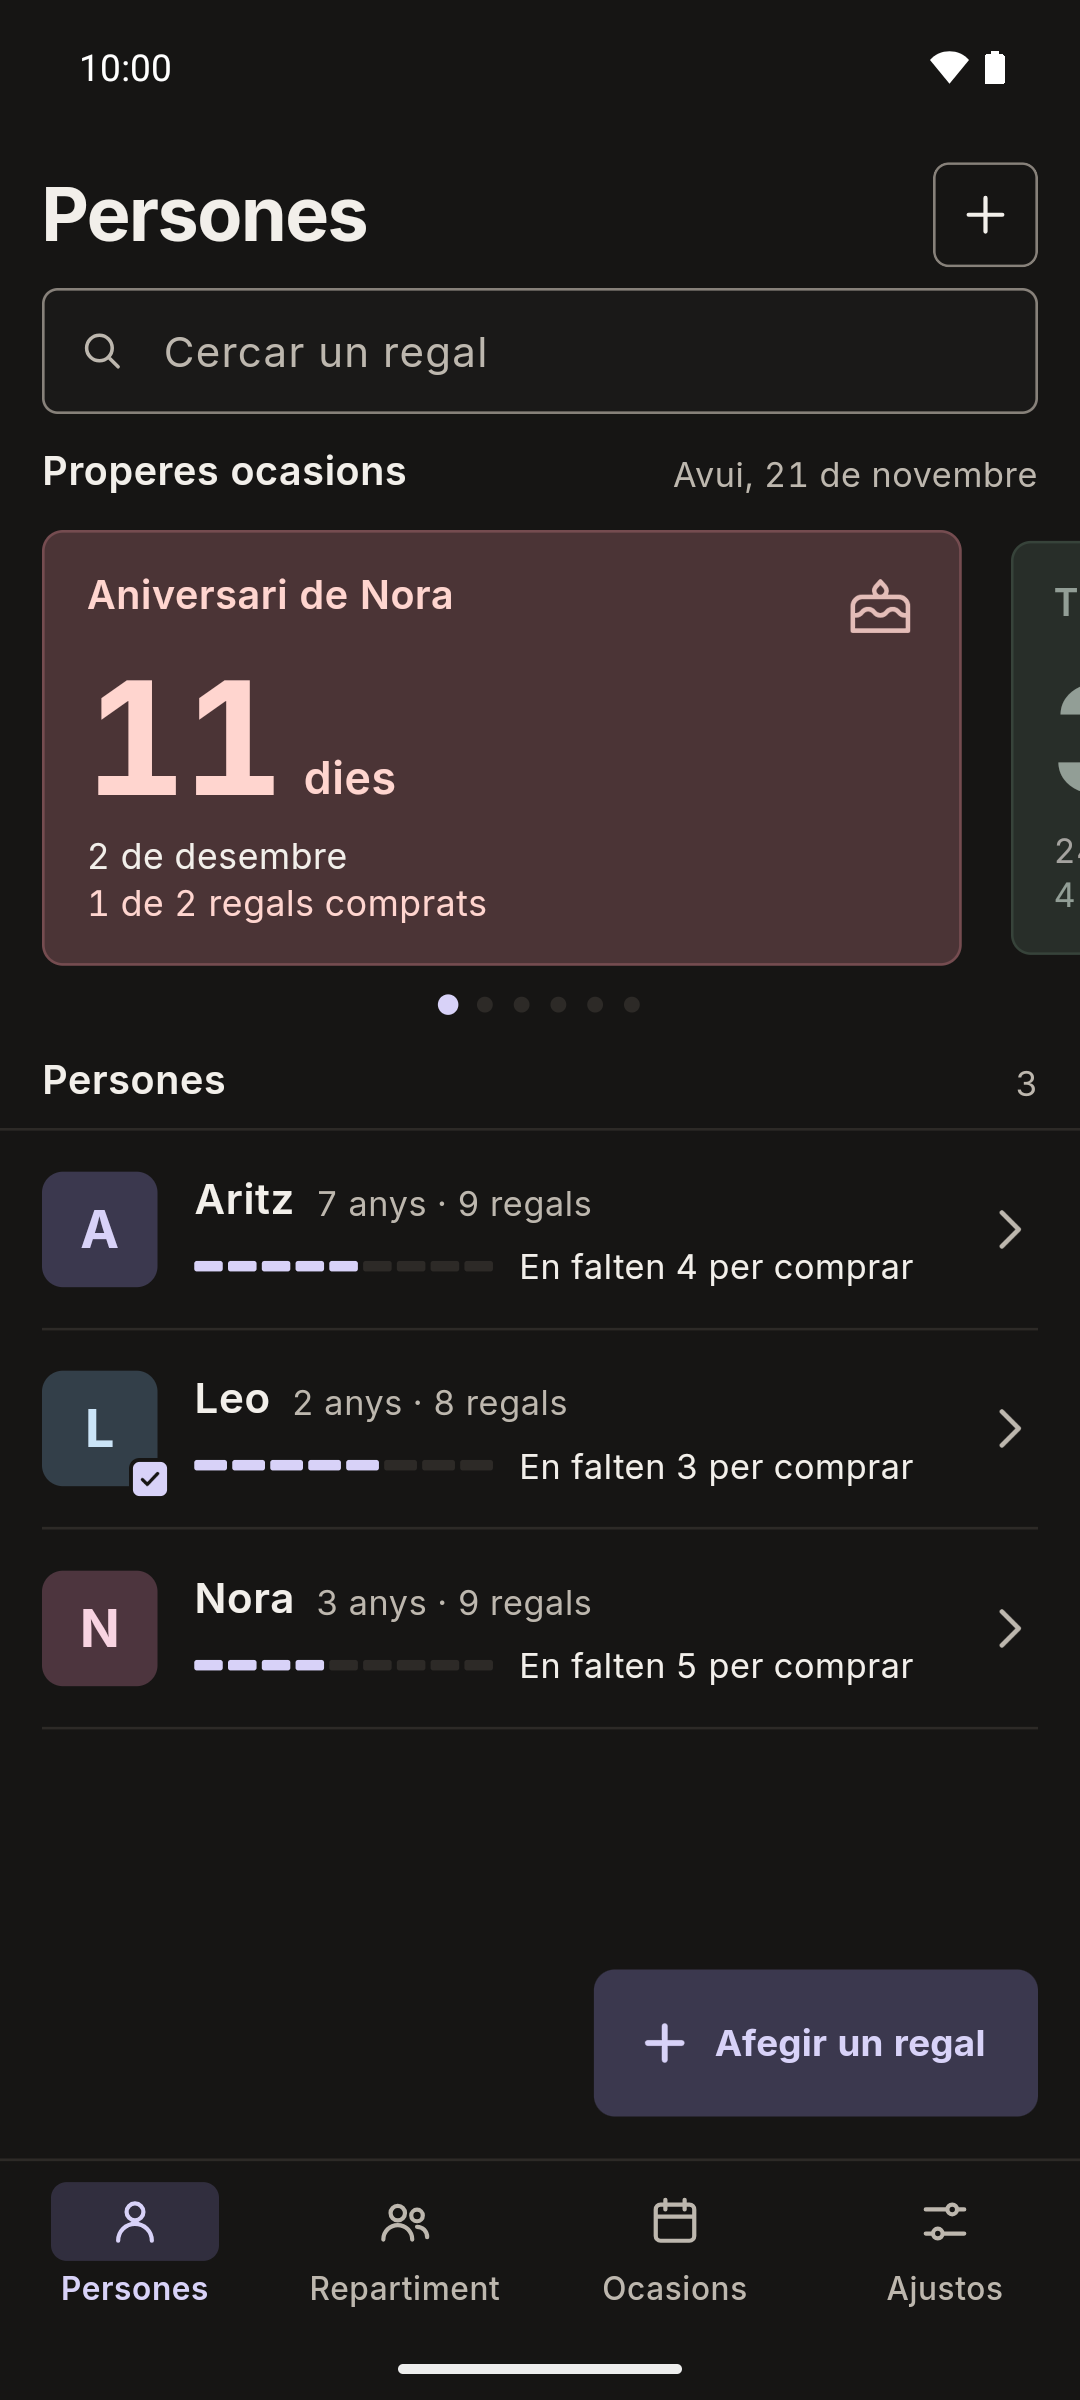 10:00
Persones
Cercar un regal
Properes ocasions
Avui, 21 de novembre
Aniversari de Nora
11 dies
2 de desembre
1 de 2 regals comprats
T
4
Persones
3
A
Aritz 7 anys · 9 regals
En falten 4 per comprar
L
Leo 2 anys · 8 regals
En falten 3 per comprar
N
Nora 3 anys · 9 regals
En falten 5 per comprar
Afegir un regal
Persones
Repartiment
Ocasions
Ajustos